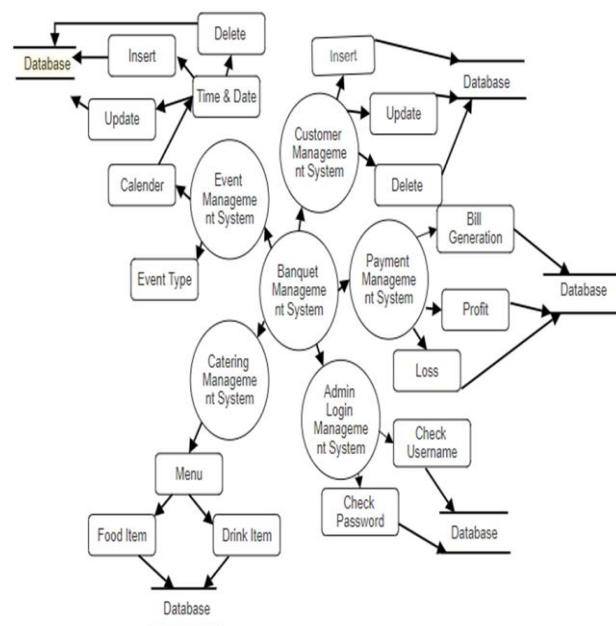 Delete
Insert
Database
Time & Date
Update
Calender
Event
Manageme
nt System
Event Type
Insert
Database
Update
Customer
Manageme
nt System
Delete
Bill
Generation
Payment
Manageme
nt System
Database
Profit
Loss
Banquet
Manageme
nt System
Catering
Manageme
nt System
Menu
Food Item
Drink Item
Database
Admin
Login
Manageme
nt System
Check
Username
Check
Password
Database